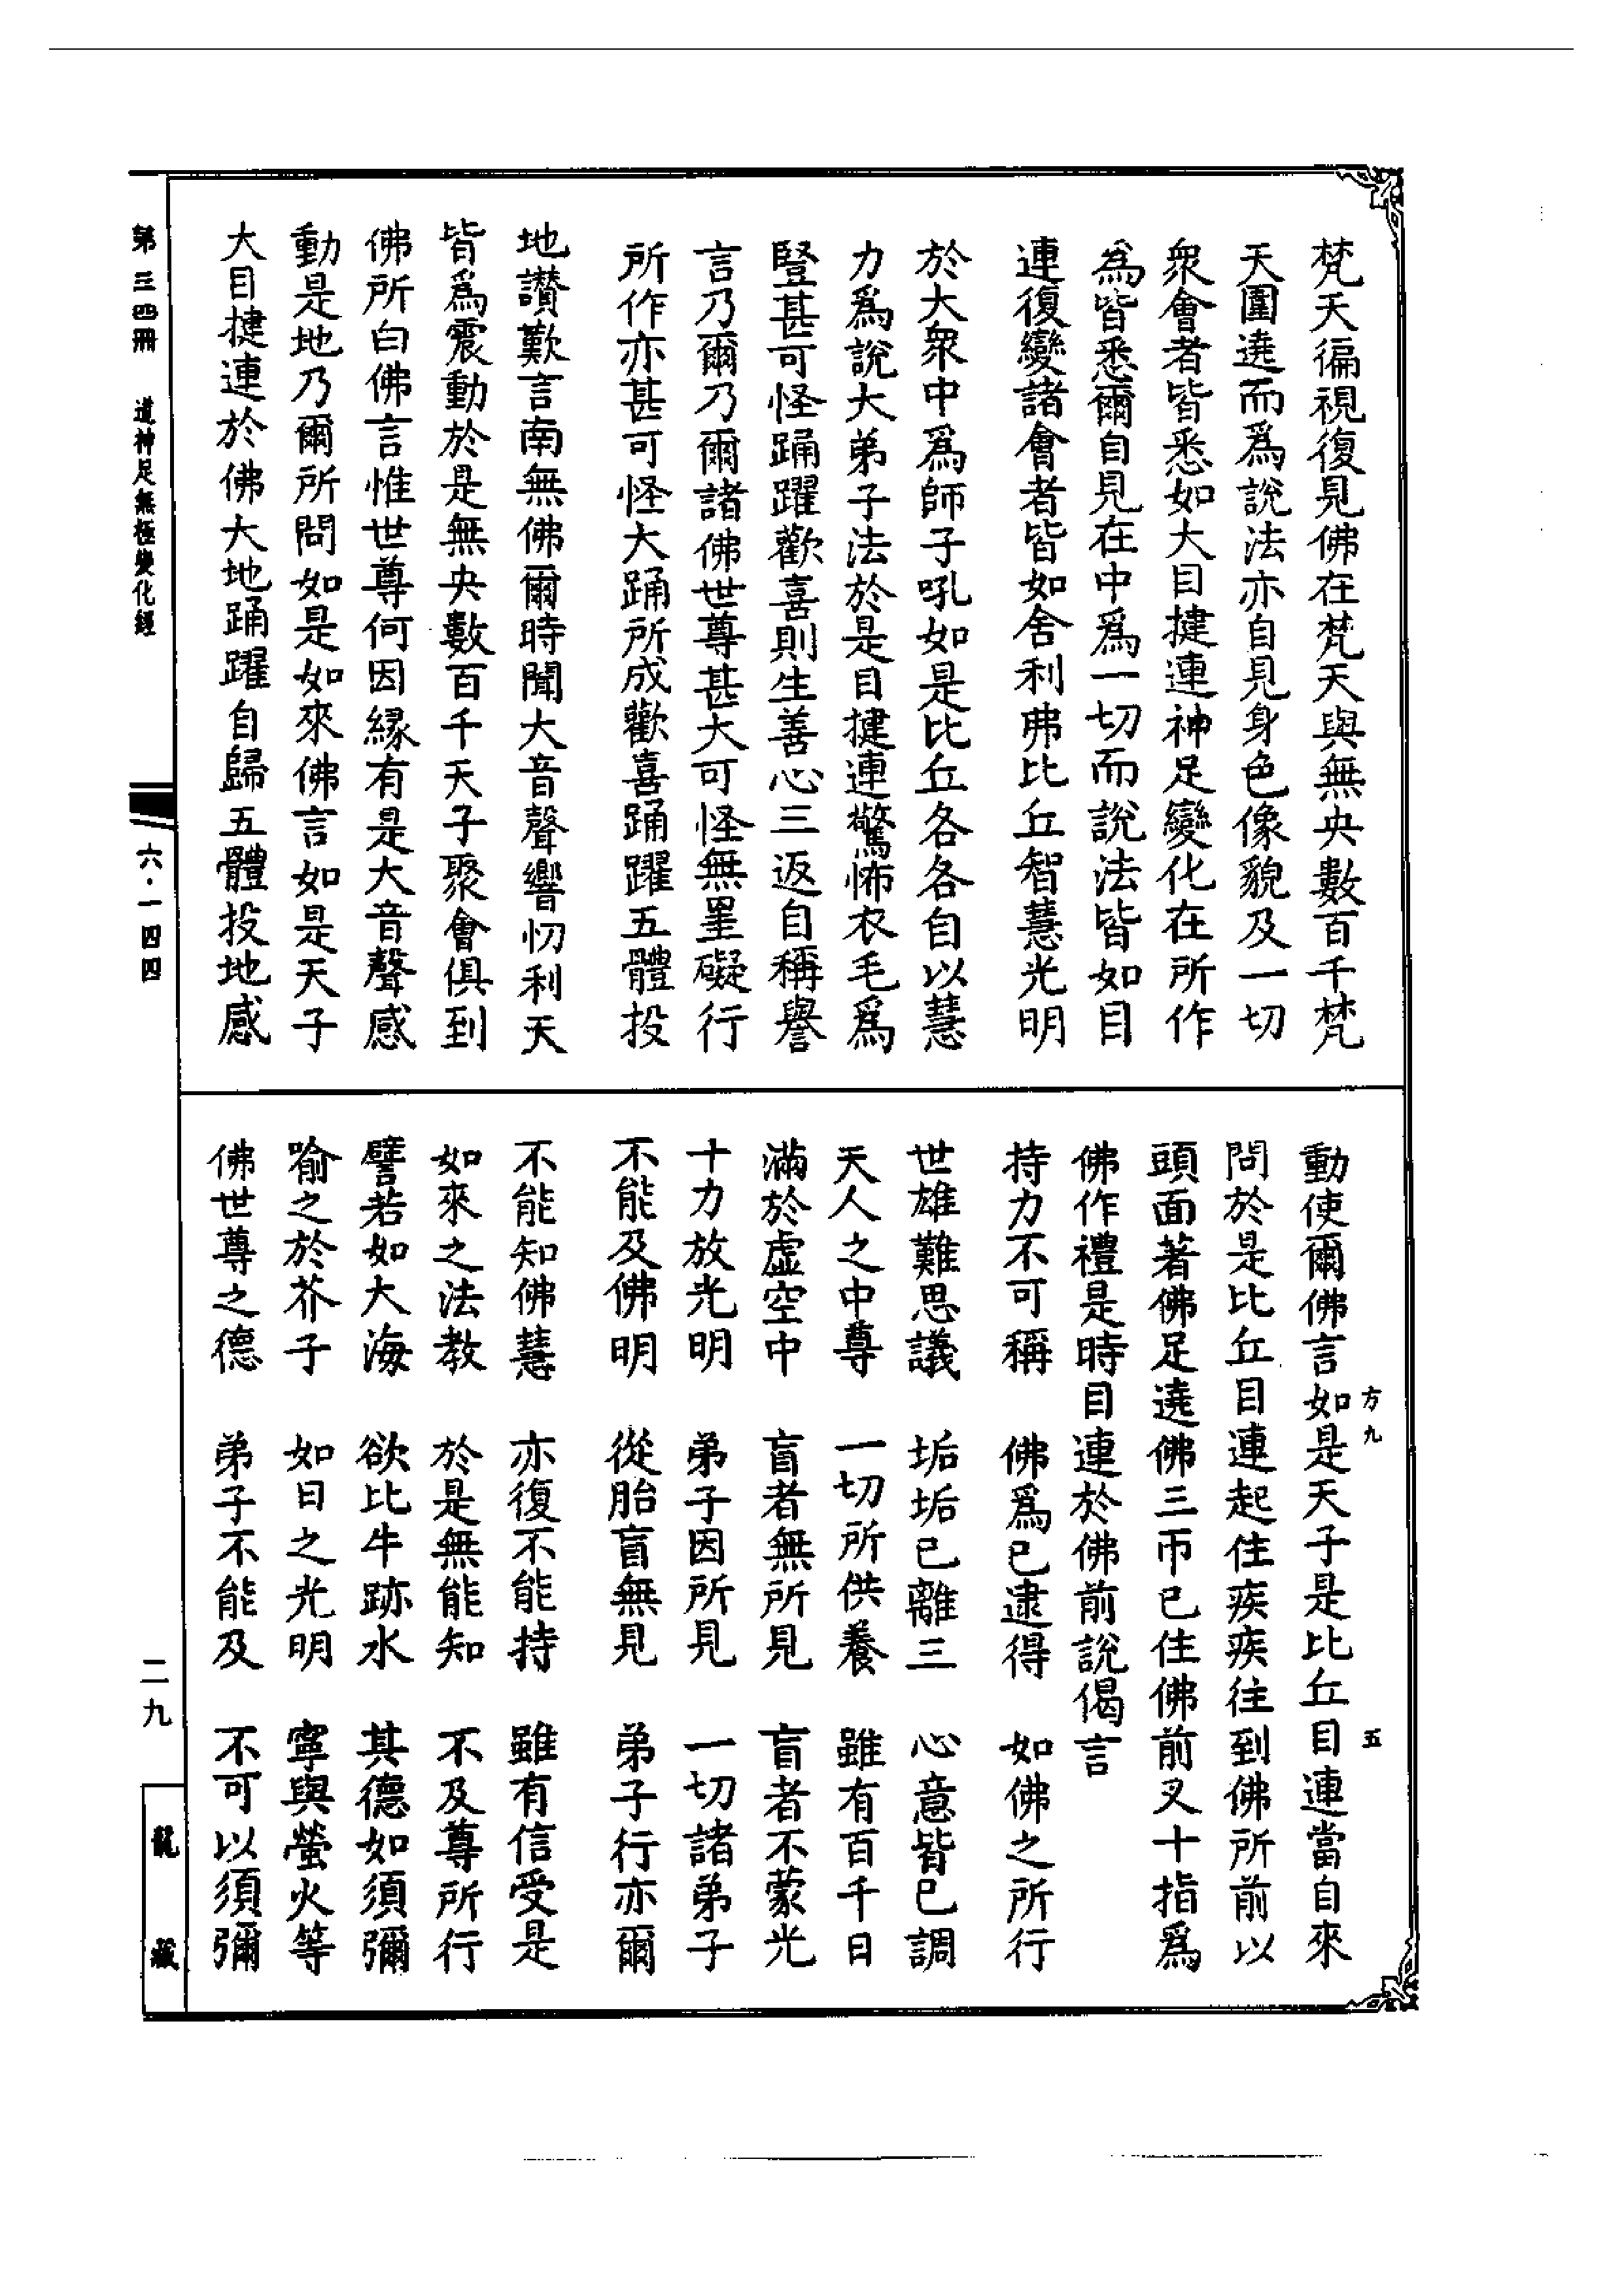 梵天徧視復見佛在梵天與無央數百千梵
天圍遶而爲說法亦自見身色像貌及一切
衆會者皆悉如大目揵連神足變化在所作
爲皆悉爾自見在中爲一切而說法皆如目
連復變諸會者皆如舍利弗比丘智慧光明
於大衆中爲師子吼如是比丘各各自以慧
力爲說大弟子法於是目揵連驚怖衣毛爲
豎甚可怪踊躍歡喜則生善心三返自稱譽
言乃爾乃爾諸佛世尊甚大可怪無罣礙行
所作亦甚可怪大踊所成歡喜踊躍五體投
地讚歎言南無佛爾時聞大音聲響忉利天
皆爲震動於是無央數百千天子聚會俱到
佛所白佛言惟世尊何因緣有是大音聲感
動是地乃爾所問如是如來佛言如是天子
大目揵連於佛大地踊躍自歸五體投地感
動使爾佛言如是天子是比丘目連當自來
問於是比丘目連起住疾疾往到佛所前以
頭面著佛足遶佛三帀已住佛前叉十指爲
佛作禮是時目連於佛前說偈言
持力不可稱 佛爲已逮得 如佛之所行
世雄難思議 垢垢已離三 心意皆已調
天人之中尊 一切所供養 雖有百千日
滿於虛空中 盲者無所見 盲者不蒙光
十力放光明 弟子因所見 一切諸弟子
不能及佛明 從胎盲無見 弟子行亦爾
不能知佛慧 亦復不能持 雖有信受是
如來之法教 於是無能知 不及尊所行
譬若如大海 欲比牛跡水 其德如須彌
喻之於芥子 如日之光明 寧與螢火等
佛世尊之德 弟子不能及 不可以須彌
方九
五
第三四冊 道神足無極變化經
六·一四四
二九
龍藏